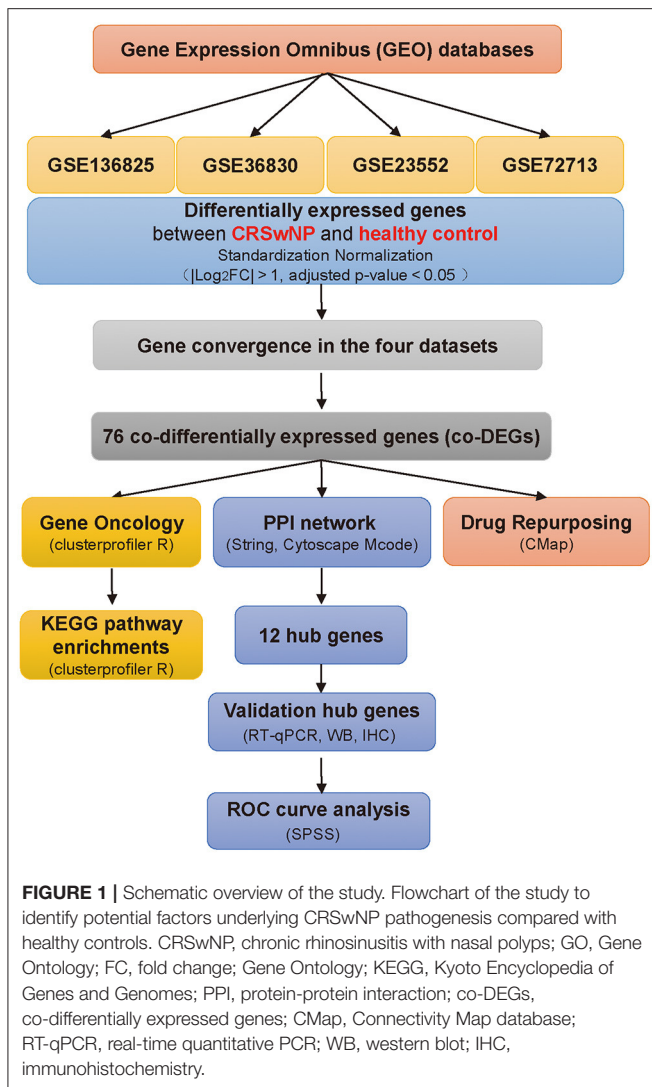 Gene Expression Omnibus (GEO) databases
GSE136825
GSE36830
GSE23552
GSE72713
Differentially expressed genes
between CRSwNP and healthy control
Standardization Normalization
（|Log2FC| > 1, adjusted p-value < 0.05 ）
Gene convergence in the four datasets
76 co-differentially expressed genes (co-DEGs)
Gene Oncology
(clusterprofiler R)
PPI network
(String, Cytoscape Mcode)
Drug Repurposing
(CMap)
KEGG pathway
enrichments
(clusterprofiler R)
12 hub genes
Validation hub genes
(RT-qPCR, WB, IHC)
ROC curve analysis
(SPSS)
FIGURE 1 | Schematic overview of the study. Flowchart of the study to
identify potential factors underlying CRSwNP pathogenesis compared with
healthy controls. CRSwNP, chronic rhinosinusitis with nasal polyps; GO, Gene
Ontology; FC, fold change; Gene Ontology; KEGG, Kyoto Encyclopedia of
Genes and Genomes; PPI, protein-protein interaction; co-DEGs,
co-differentially expressed genes; CMap, Connectivity Map database;
RT-qPCR, real-time quantitative PCR; WB, western blot; IHC,
immunohistochemistry.